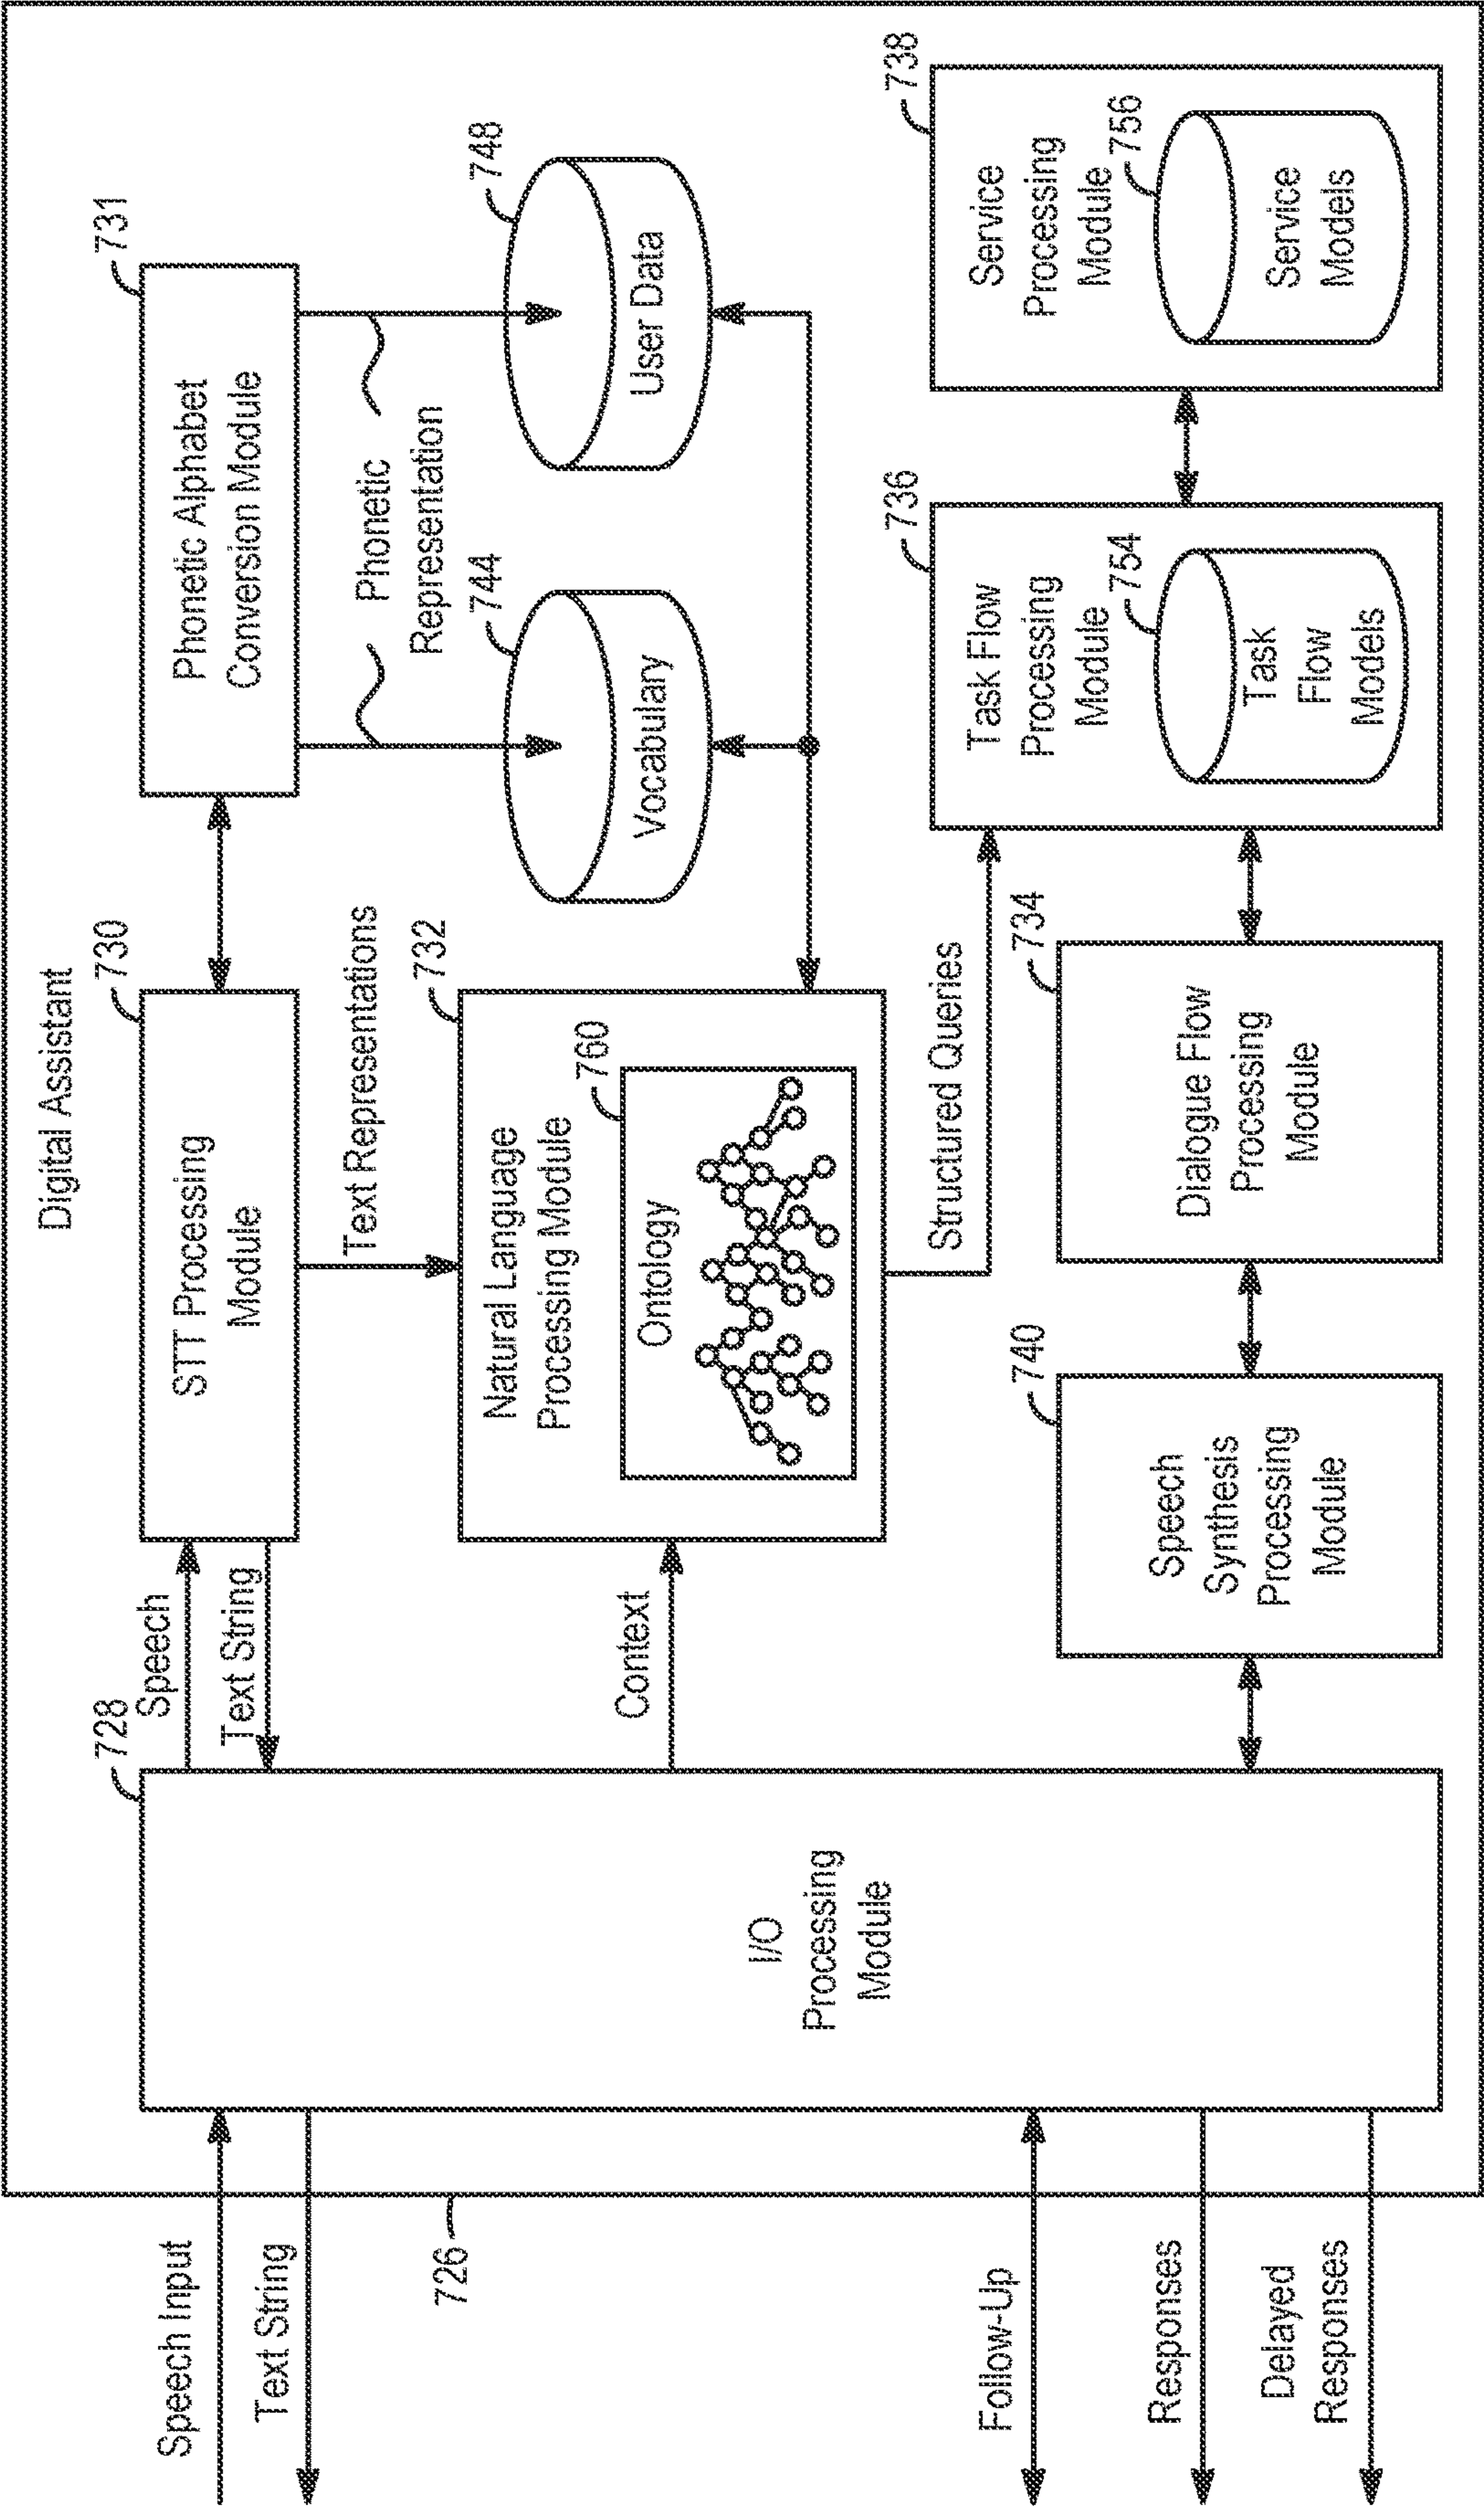 Digital Assistant
726
Speech Input
Text String
Follow-Up
Responses
Delayed
Responses
728
I/O
Processing
Module
Speech
Text String
Context
730
STT Processing
Module
731
Phonetic Alphabet
Conversion Module
Text Representations
Phonetic
Representation
732
Natural Language
Processing Module
760
Ontology
744
Vocabulary
748
User Data
Structured Queries
740
Speech
Synthesis
Processing
Module
734
Dialogue Flow
Processing
Module
736
Task Flow
Processing
Module
754
Task
Flow
Models
738
Service
Processing
Module
756
Service
Models